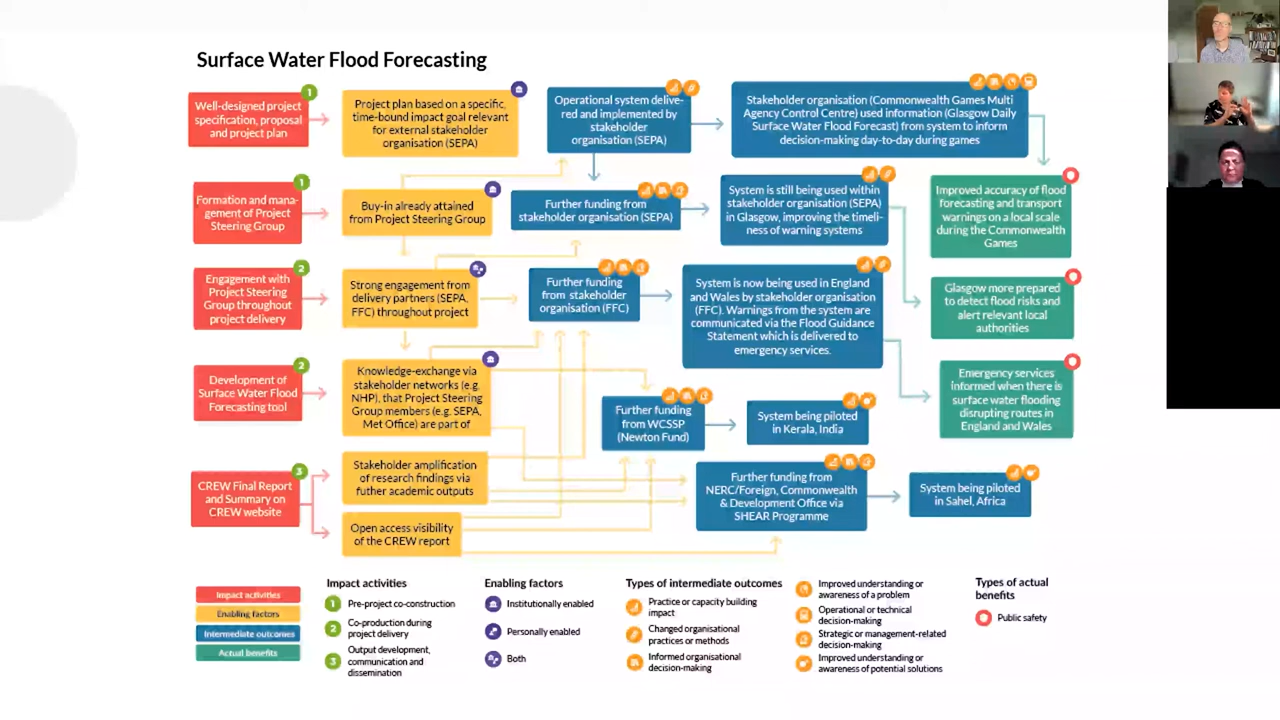 Surface Water Flood Forecasting
1
Well-designed project
specification, proposal
and project plan
Project plan based on a specific,
time-bound impact goal relevant
for external stakeholder
organisation (SEPA)
Operational system delive-
red and implemented by
stakeholder
organisation (SEPA)
Stakeholder organisation (Commonwealth Games Multi
Agency Control Centre) used information (Glasgow Daily
Surface Water Flood Forecast) from system to inform
decision-making day-to-day during games
1
Formation and mana-
gement of Project
Steering Group
Buy-in already attained
from Project Steering Group
Further funding from
stakeholder organisation (SEPA)
System is still being used within
stakeholder organisation (SEPA)
in Glasgow, improving the timeli-
ness of warning systems
Improved accuracy of flood
forecasting and transport
warnings on a local scale
during the Commonwealth
Games
2
Engagement with
Project Steering
Group throughout
project delivery
Strong engagement from
delivery partners (SEPA,
FFC) throughout project
Further funding
from stakeholder
organisation (FFC)
System is now being used in England
and Wales by stakeholder organisation
(FFC). Warnings from the system are
communicated via the Flood Guidance
Statement which is delivered to
emergency services.
Glasgow more prepared
to detect flood risks and
alert relevant local
authorities
2
Development of
Surface Water Flood
Forecasting tool
Knowledge-exchange via
stakeholder networks (e.g.
NHP), that Project Steering
Group members (e.g. SEPA,
Met Office) are part of
Further funding
from WCSSP
(Newton Fund)
System being piloted
in Kerala, India
Emergency services
informed when there is
surface water flooding
disrupting routes in
England and Wales
3
CREW Final Report
and Summary on
CREW website
Stakeholder amplification
of research findings via
futher academic outputs
Open access visibility
of the CREW report
Further funding from
NERC/Foreign, Commonwealth
& Development Office via
SHEAR Programme
System being piloted
in Sahel, Africa
Impact activities
Enabling factors
Intermediate outcomes
Actual benefits
Impact activities
1 Pre-project co-construction
2 Co-production during
project delivery
3 Output development,
communication and
dissemination
Enabling factors
Institutionally enabled
Personally enabled
Both
Types of intermediate outcomes
Practice or capacity building
impact
Changed organisational
practices or methods
Informed organisational
decision-making
Improved understanding or
awareness of a problem
Operational or technical
decision-making
Strategic or management-related
decision-making
Improved understanding or
awareness of potential solutions
Types of actual
benefits
Public safety